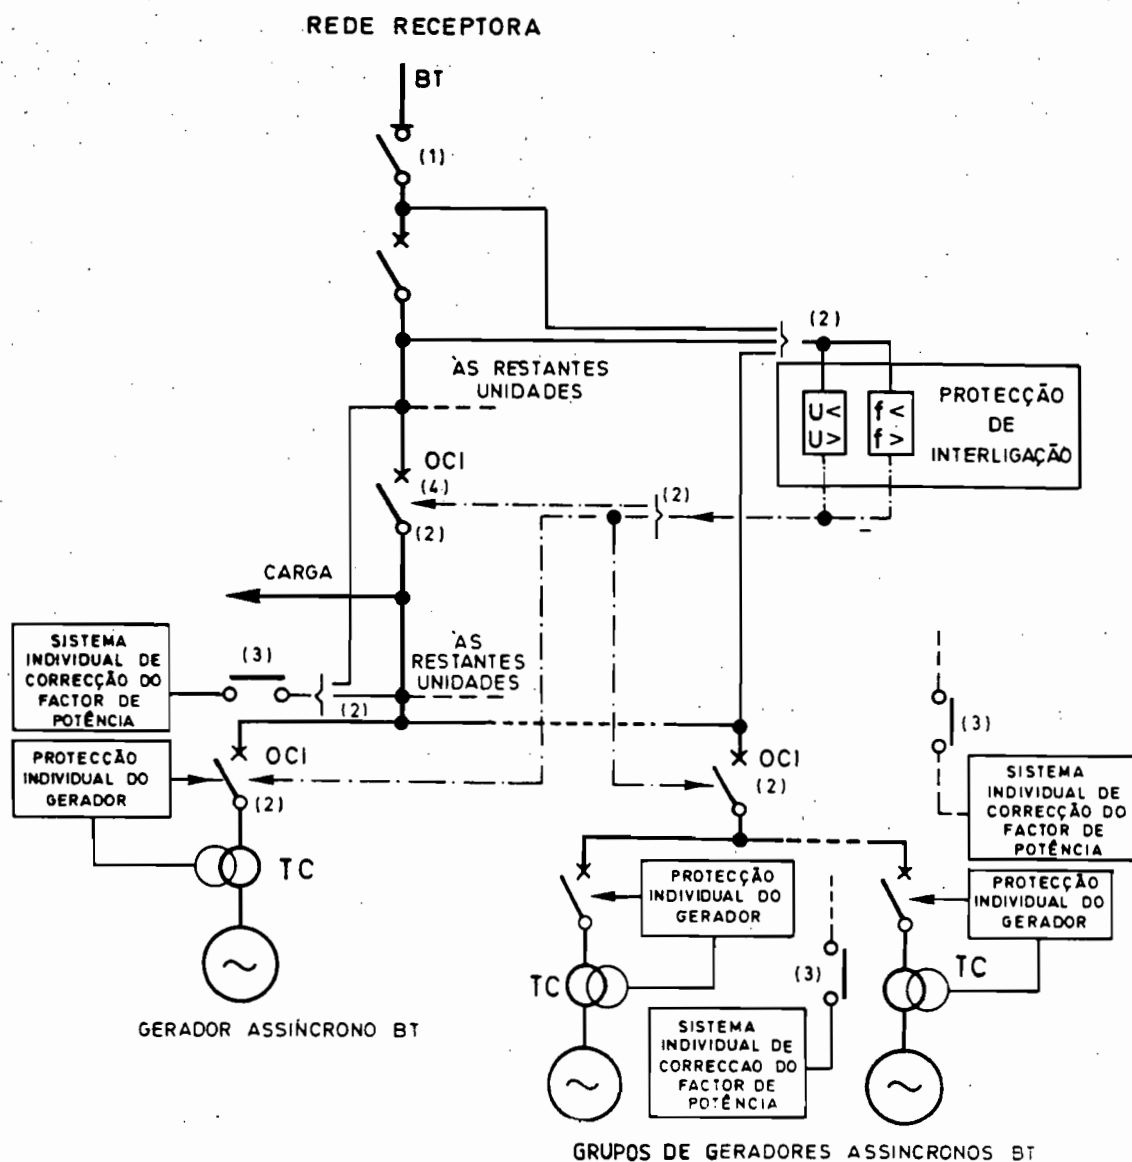 REDE RECEPTORA
BT
(1)
(2)
ÀS RESTANTES
UNIDADES
U<
U>
f<
f>
PROTECÇÃO
DE
INTERLIGAÇÃO
OCI
(4)
(2)
(2)
CARGA
ÀS
RESTANTES
UNIDADES
SISTEMA
INDIVIDUAL DE
CORRECÇÃO DO
FACTOR DE
POTÊNCIA
(3)
(2)
PROTECÇÃO
INDIVIDUAL DO
GERADOR
OCI
(2)
TC
GERADOR ASSÍNCRONO BT
OCI
(2)
(3)
SISTEMA
INDIVIDUAL DE
CORRECÇÃO DO
FACTOR DE
POTÊNCIA
PROTECÇÃO
INDIVIDUAL DO
GERADOR
PROTECÇÃO
INDIVIDUAL DO
GERADOR
TC
(3)
TC
SISTEMA
INDIVIDUAL DE
CORRECCAO DO
FACTOR DE
POTÊNCIA
GRUPOS DE GERADORES ASSINCRONOS BT